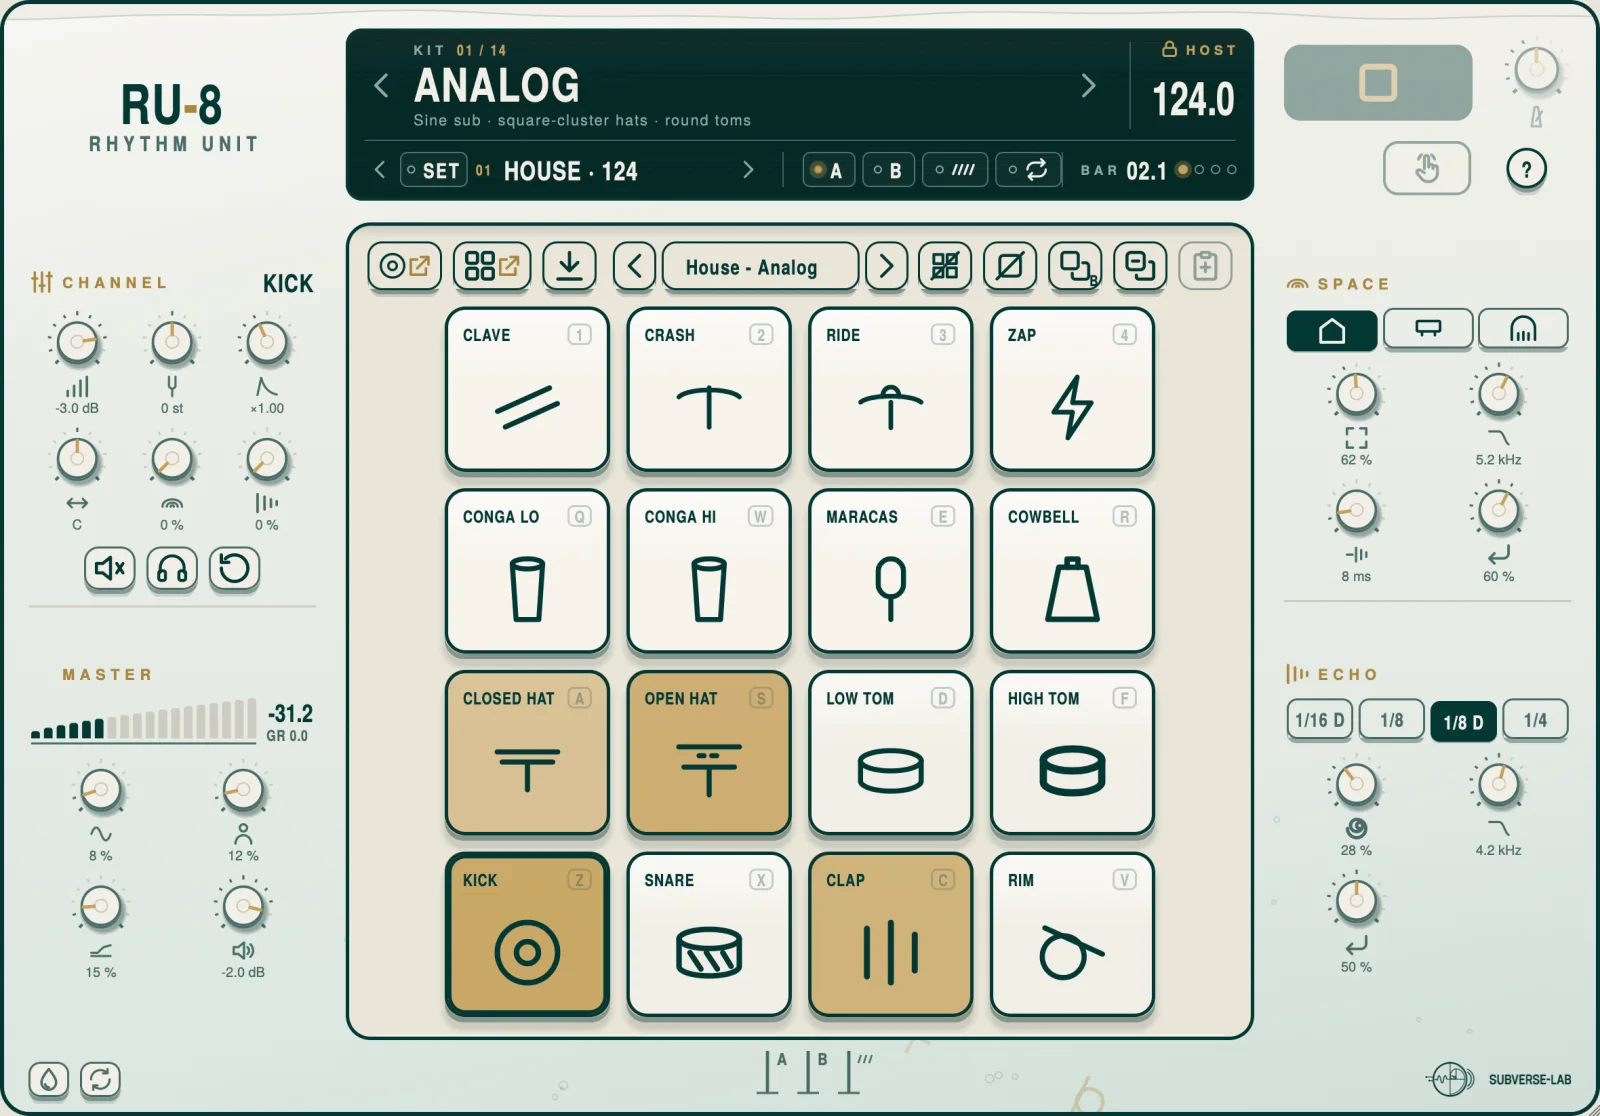 RU-8
RHYTHM UNIT
KIT 01 / 14
ANALOG
Sine sub · square-cluster hats · round toms
HOST
124.0
SET 01 HOUSE · 124
A B //// BAR 02.1
CHANNEL KICK
-3.0 dB 0 st ×1.00
C 0 % 0 %
MASTER
-31.2
GR 0.0
8 % 12 %
15 % -2.0 dB
House - Analog
B
CLAVE 1 CRASH 2 RIDE 3 ZAP 4
CONGA LO Q CONGA HI W MARACAS E COWBELL R
CLOSED HAT A OPEN HAT S LOW TOM D HIGH TOM F
KICK Z SNARE X CLAP C RIM V
A B ///
?
SPACE
62 % 5.2 kHz
8 ms 60 %
ECHO
1/16 D 1/8 1/8 D 1/4
28 % 4.2 kHz
50 %
SUBVERSE-LAB